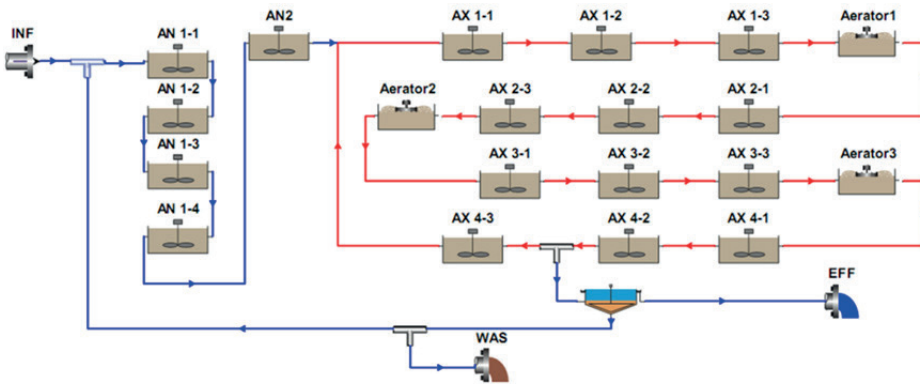 INF
AN 1-1
AN2
AX 1-1
AX 1-2
AX 1-3
Aerator1
AN 1-2
Aerator2
AX 2-3
AX 2-2
AX 2-1
AN 1-3
AX 3-1
AX 3-2
AX 3-3
Aerator3
AN 1-4
AX 4-3
AX 4-2
AX 4-1
EFF
WAS